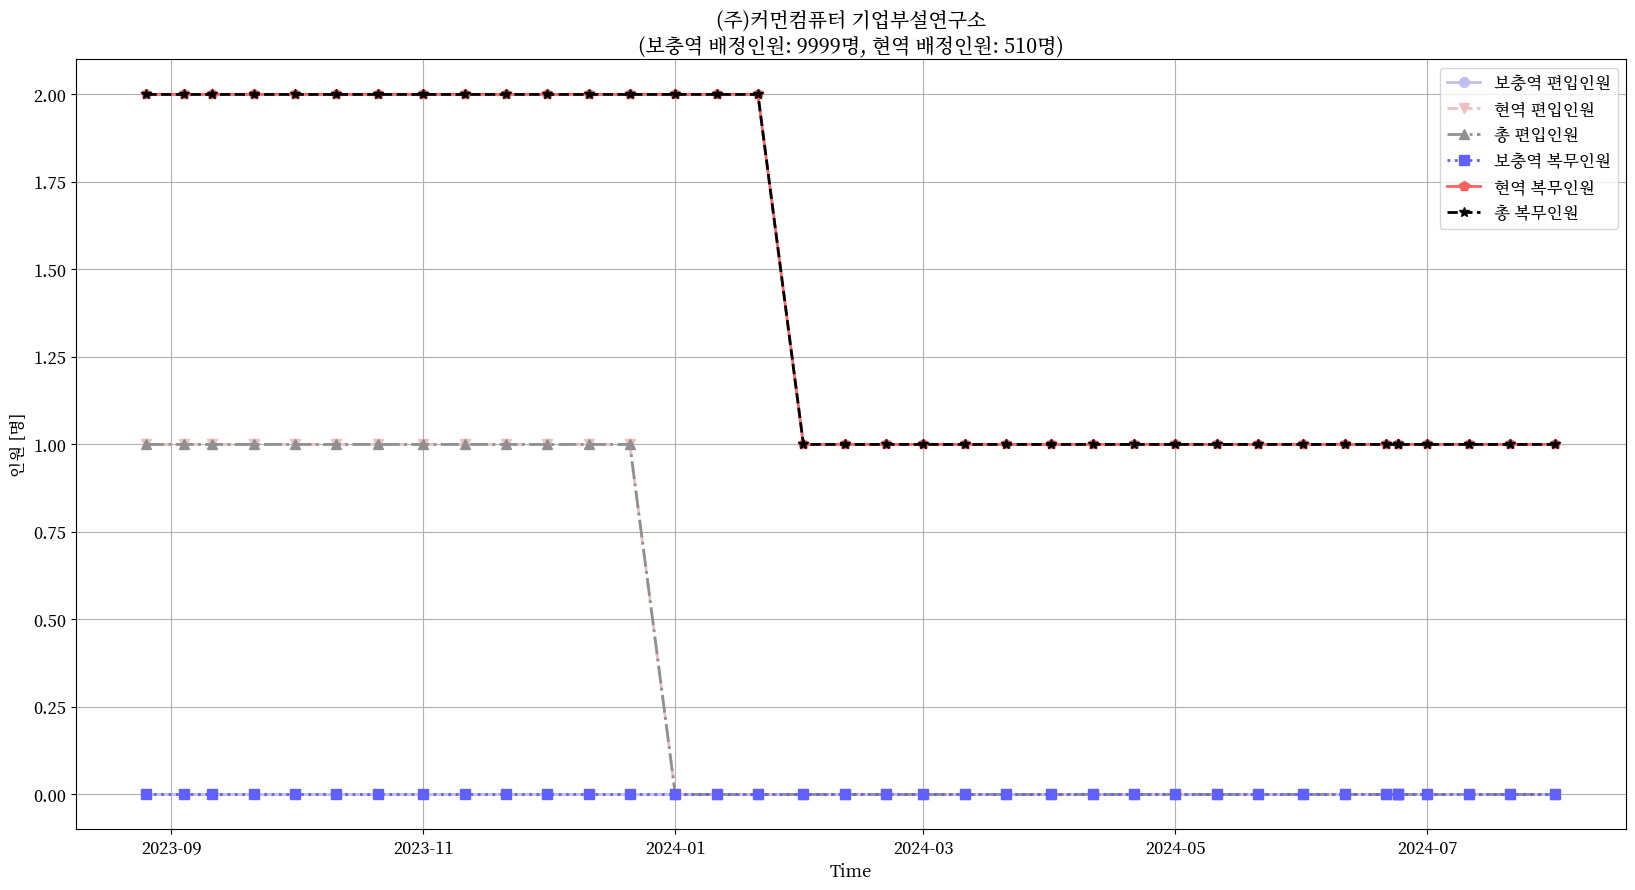 (주)커먼컴퓨터 기업부설연구소
(보충역 배정인원: 9999명, 현역 배정인원: 510명)
보충역 편입인원
현역 편입인원
총 편입인원
보충역 복무인원
현역 복무인원
총 복무인원
인원 [명]
2.00
1.75
1.50
1.25
1.00
0.75
0.50
0.25
0.00
2023-09
2023-11
2024-01
2024-03
2024-05
2024-07
Time